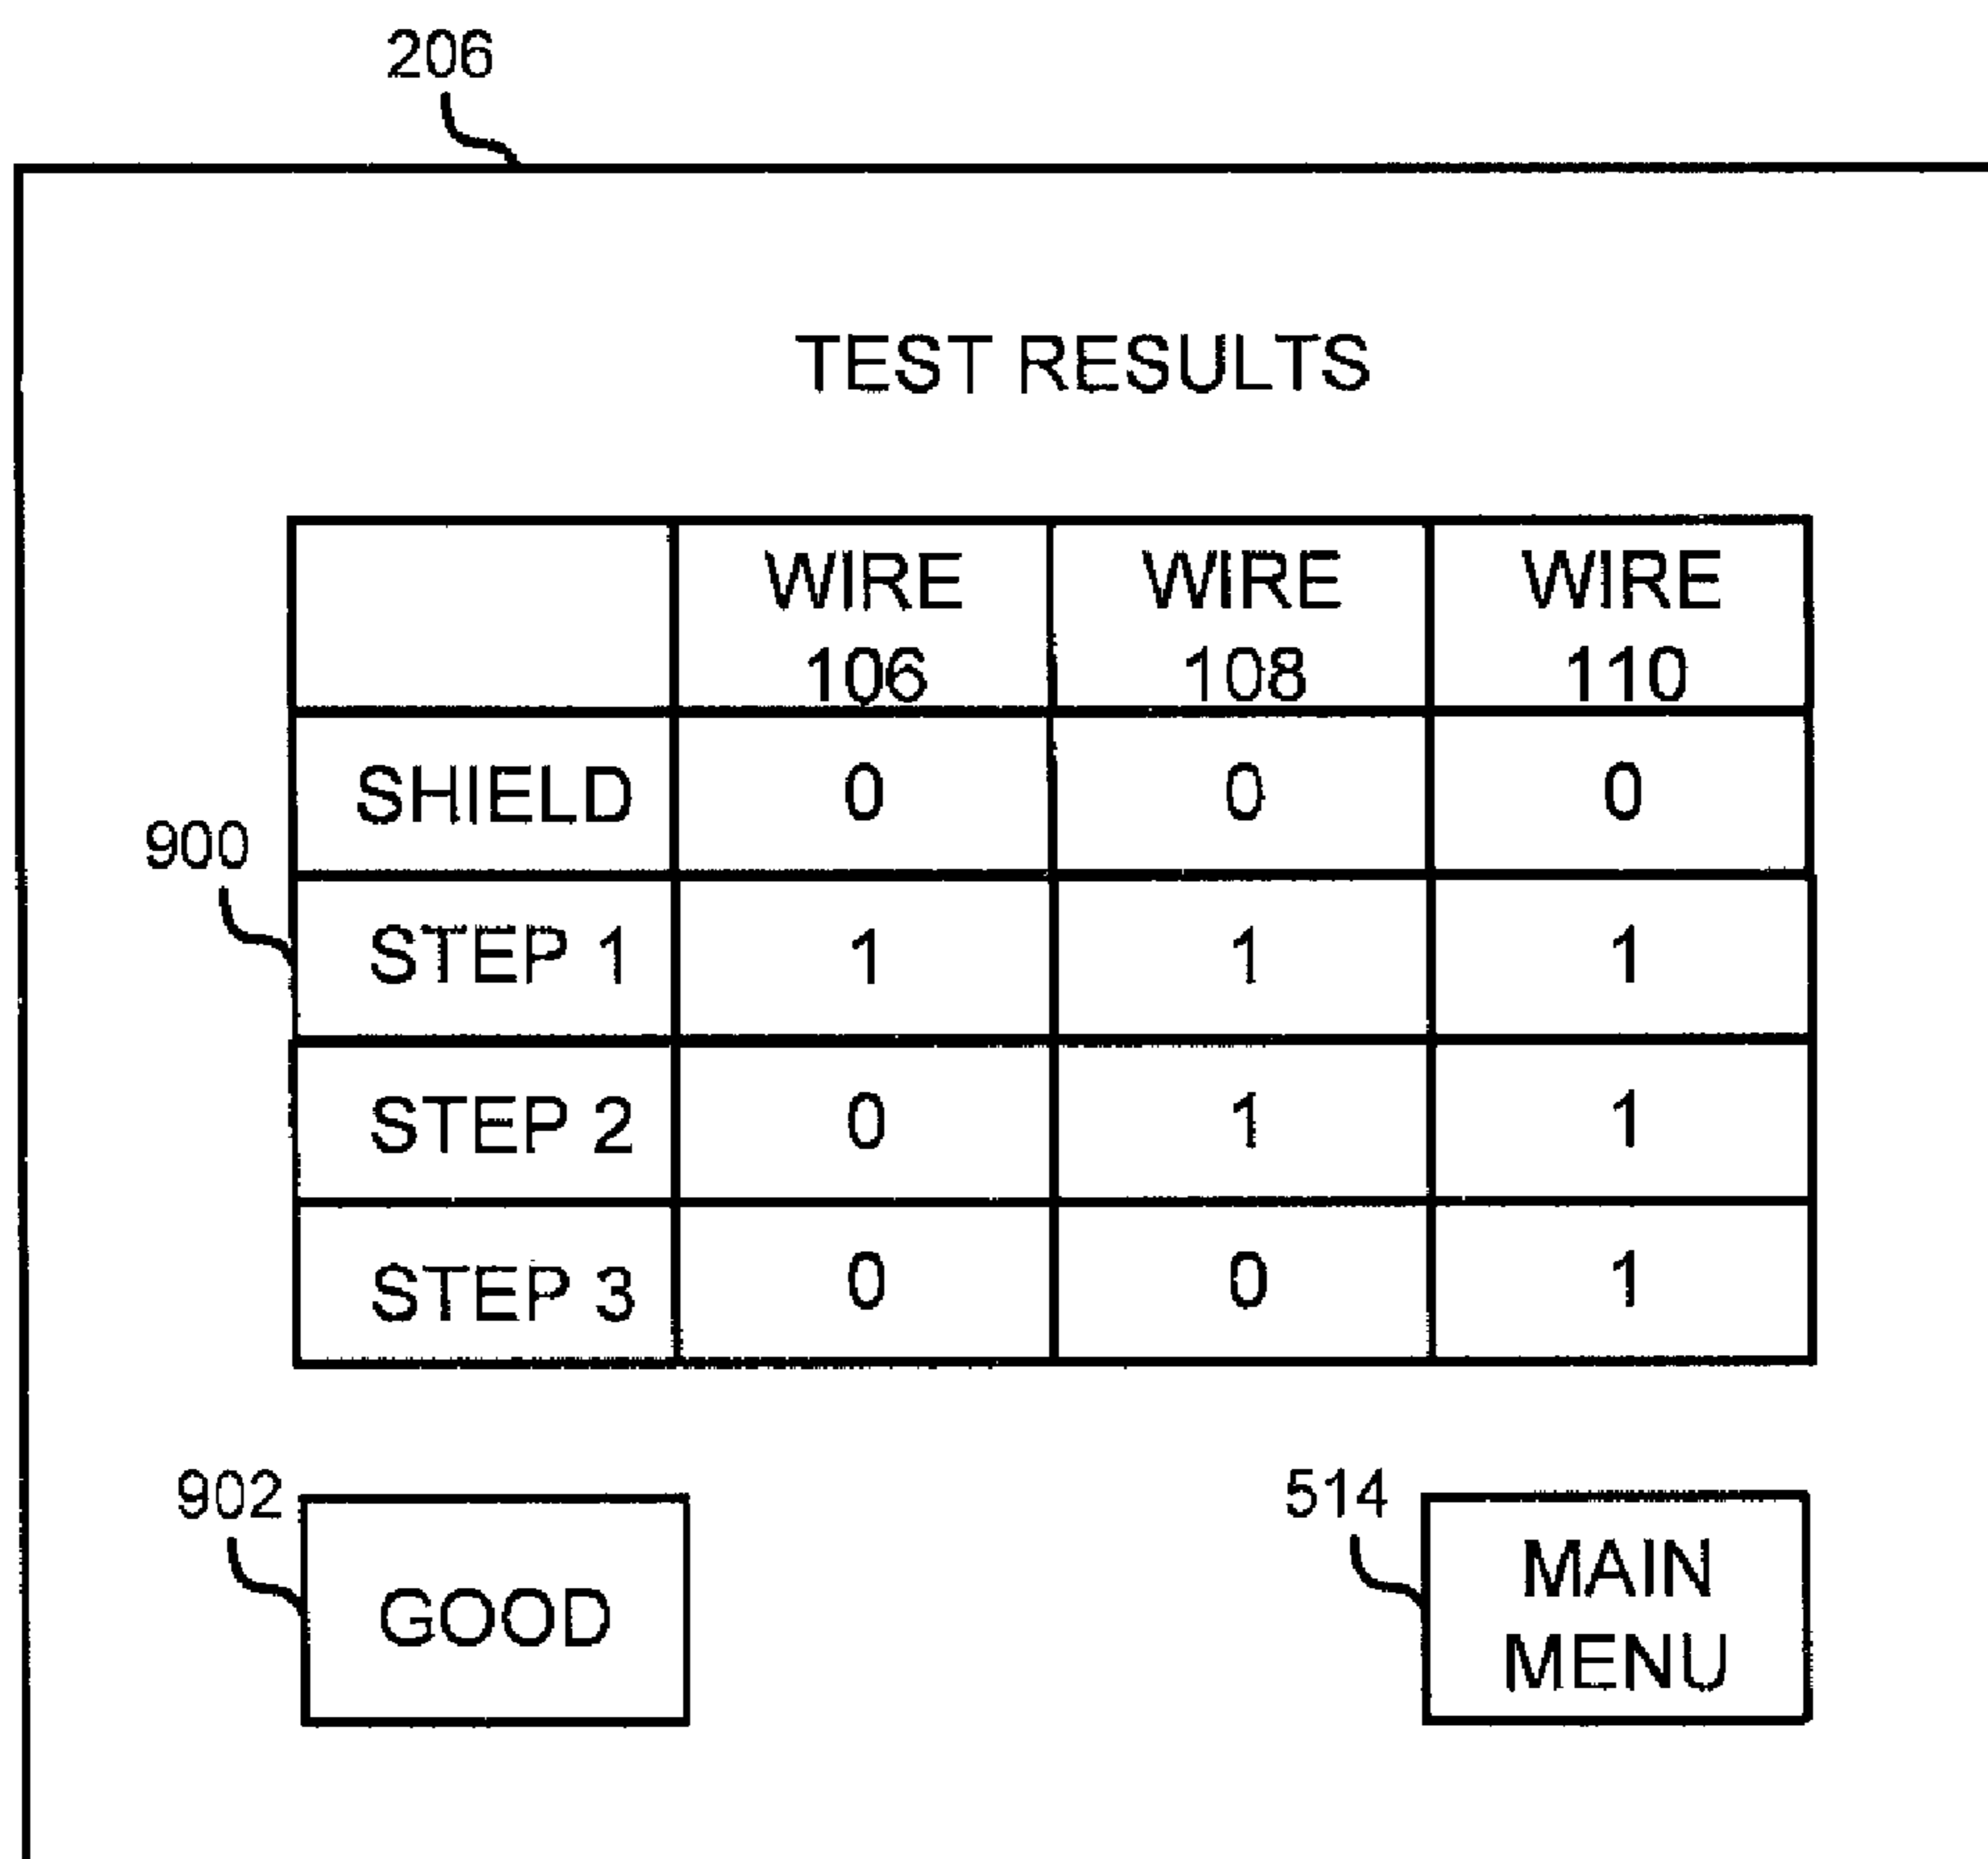 206
TEST RESULTS
WIRE 106 WIRE 108 WIRE 110
SHIELD 0 0 0
900
STEP 1 1 1 1
STEP 2 0 1 1
STEP 3 0 0 1
902
GOOD
514
MAIN
MENU